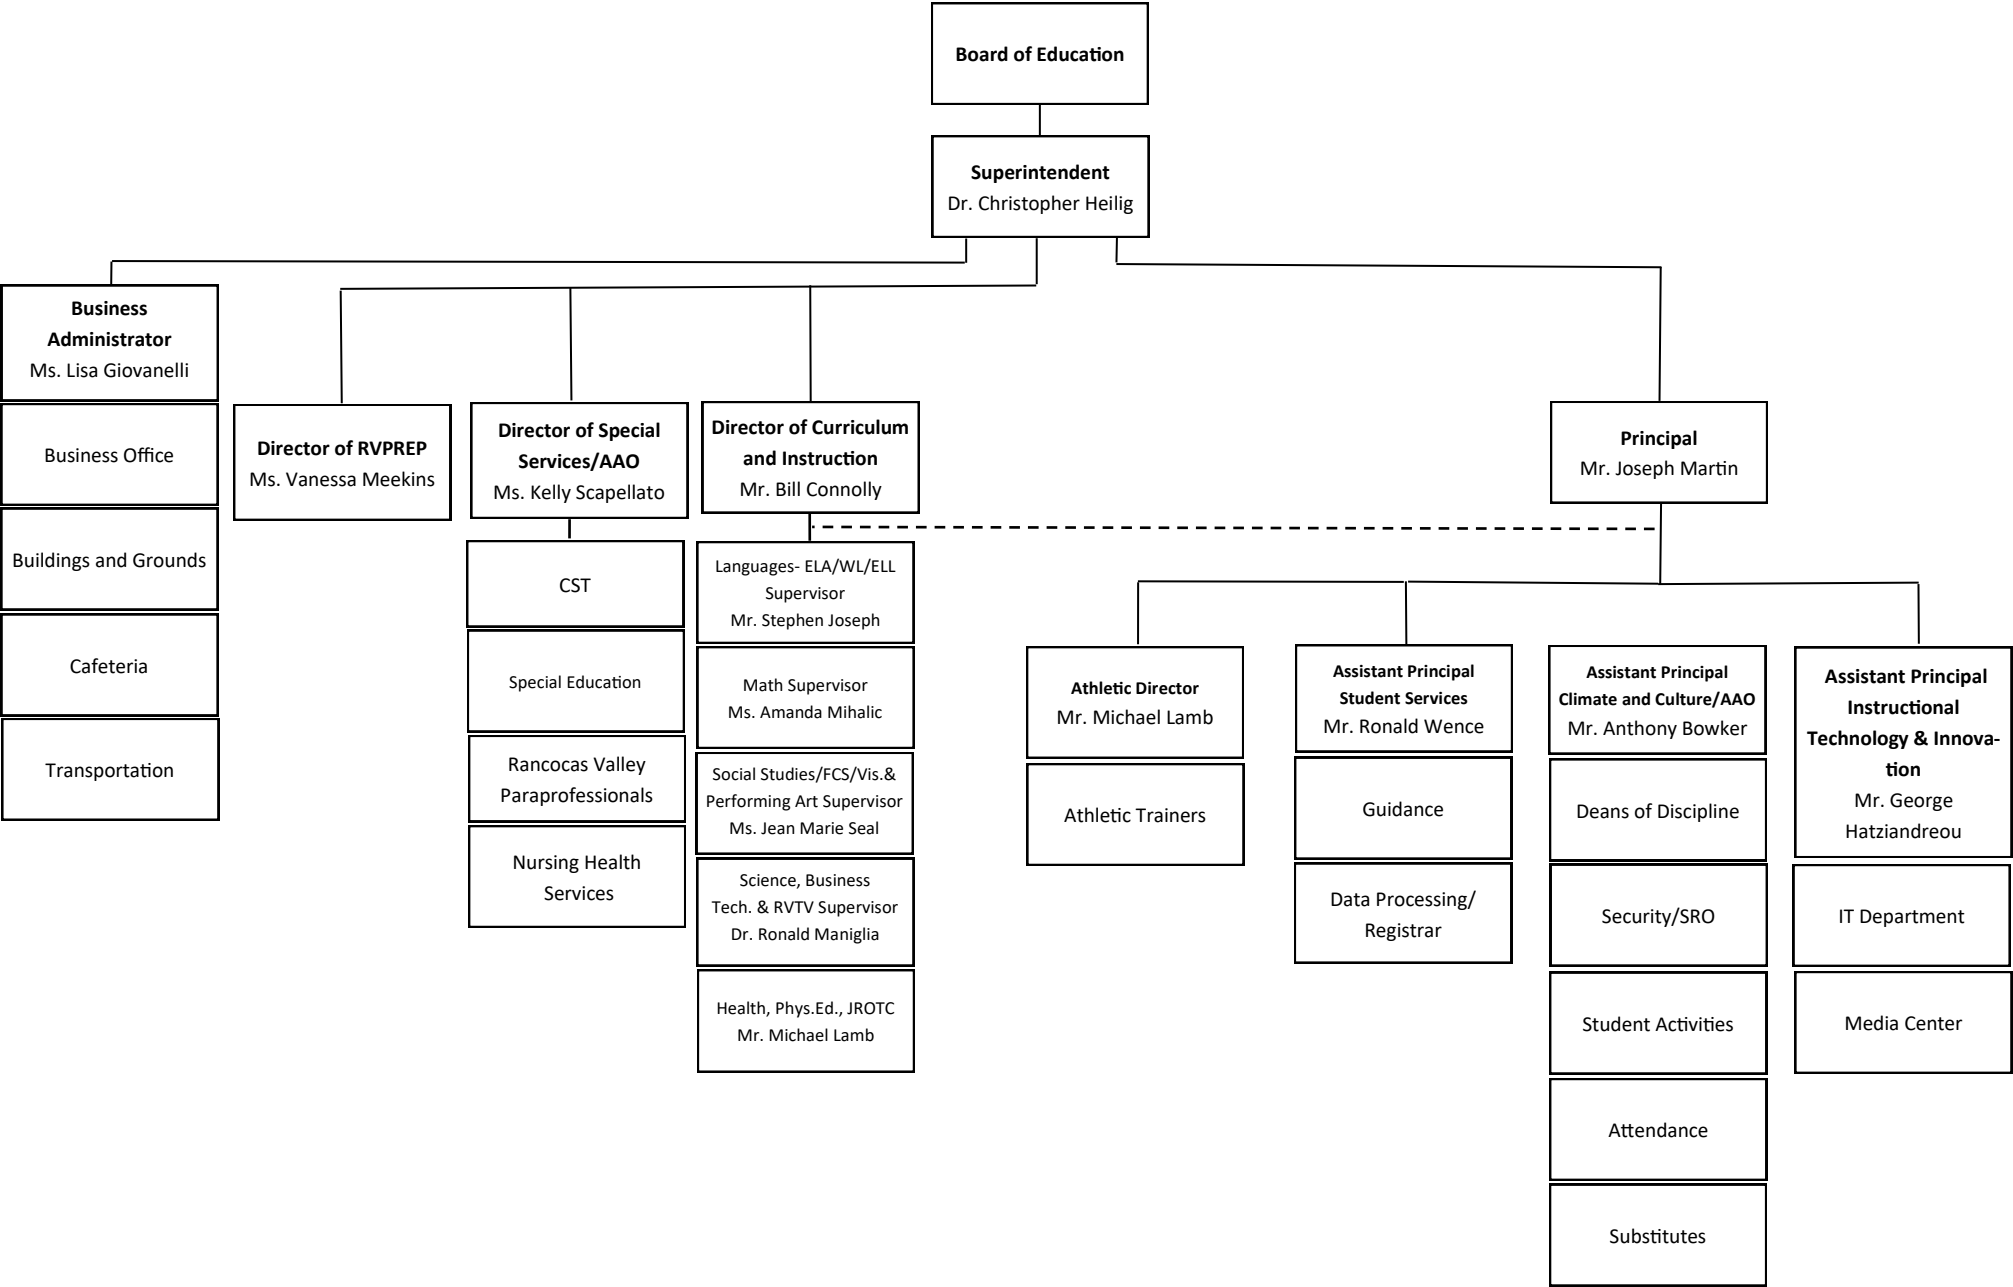 Board of Education
Superintendent
Dr. Christopher Heilig
Business
Administrator
Ms. Lisa Giovanelli
Business Office
Buildings and Grounds
Cafeteria
Transportation
Director of RVPREP
Ms. Vanessa Meekins
Director of Special
Services/AAO
Ms. Kelly Scapellato
CST
Special Education
Rancocas Valley
Paraprofessionals
Nursing Health
Services
Director of Curriculum
and Instruction
Mr. Bill Connolly
Languages- ELA/WL/ELL
Supervisor
Mr. Stephen Joseph
Math Supervisor
Ms. Amanda Mihalic
Social Studies/FCS/Vis.&
Performing Art Supervisor
Ms. Jean Marie Seal
Science, Business
Tech. & RVTV Supervisor
Dr. Ronald Maniglia
Health, Phys.Ed., JROTC
Mr. Michael Lamb
Principal
Mr. Joseph Martin
Athletic Director
Mr. Michael Lamb
Athletic Trainers
Assistant Principal
Student Services
Mr. Ronald Wence
Guidance
Data Processing/
Registrar
Assistant Principal
Climate and Culture/AAO
Mr. Anthony Bowker
Deans of Discipline
Security/SRO
Student Activities
Attendance
Substitutes
Assistant Principal
Instructional
Technology & Innova-
tion
Mr. George
Hatziandreou
IT Department
Media Center